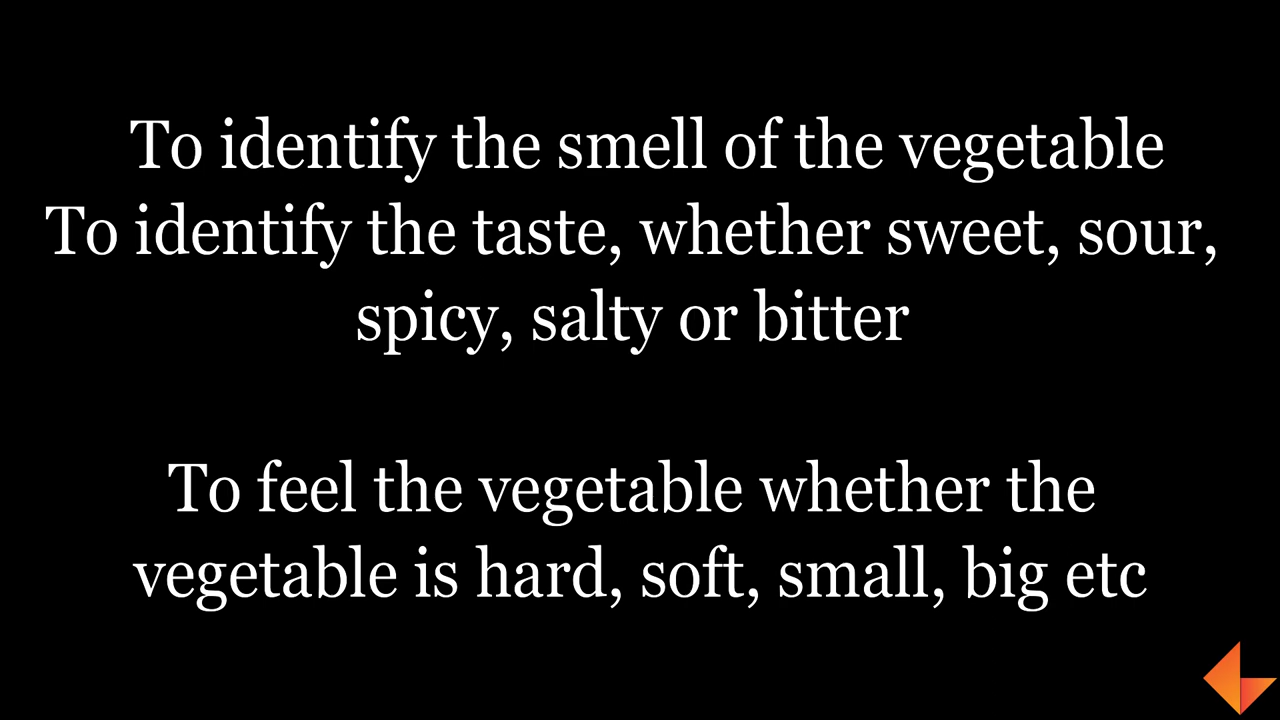 To identify the smell of the vegetable
To identify the taste, whether sweet, sour,
spicy, salty or bitter
To feel the vegetable whether the
vegetable is hard, soft, small, big etc